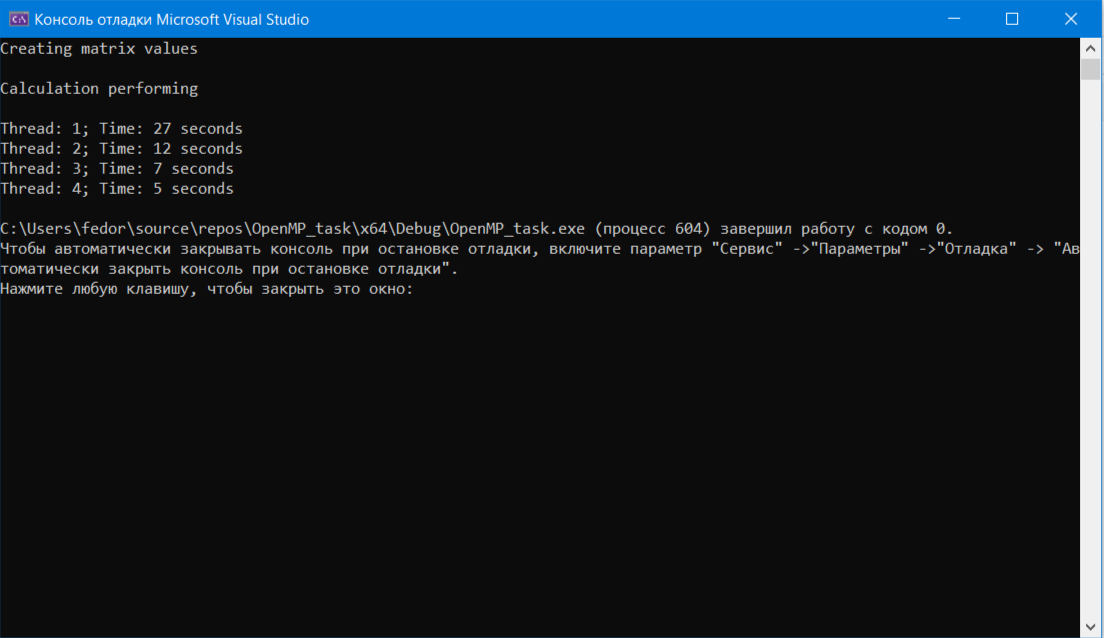 Консоль отладки Microsoft Visual Studio
Creating matrix values
Calculation performing
Thread: 1; Time: 27 seconds
Thread: 2; Time: 12 seconds
Thread: 3; Time: 7 seconds
Thread: 4; Time: 5 seconds
C:\Users\fedor\source\repos\OpenMP_task\x64\Debug\OpenMP_task.exe (процесс 604) завершил работу с кодом 0.
Чтобы автоматически закрывать консоль при остановке отладки, включите параметр "Сервис" ->"Параметры" ->"Отладка" -> "Ав
томатически закрыть консоль при остановке отладки".
Нажмите любую клавишу, чтобы закрыть это окно: